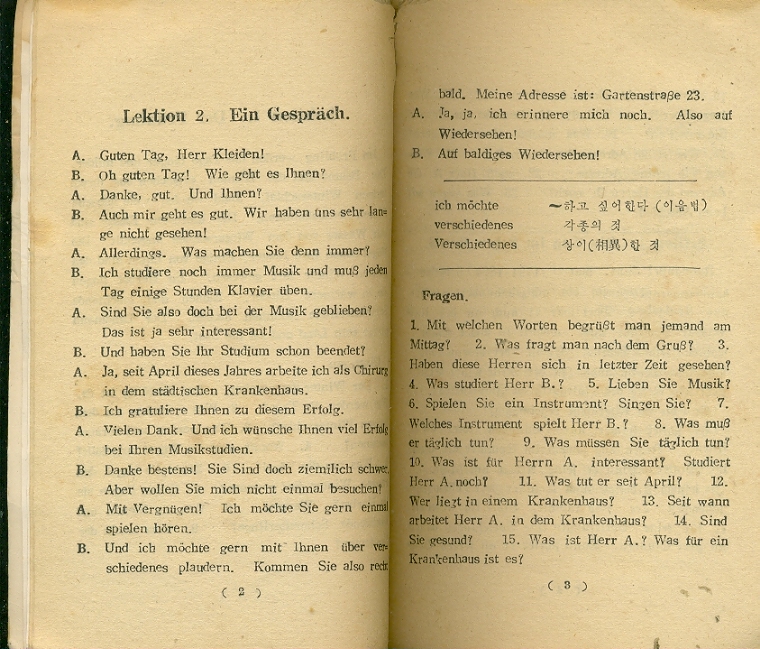 Lektion 2. Ein Gespräch.
A. Guten Tag, Herr Kleiden!
B. Oh guten Tag! Wie geht es Ihnen?
A. Danke, gut. Und Ihnen?
B. Auch mir geht es gut. Wir haben uns sehr lan=
ge nicht gesehen!
A. Allerdings. Was machen Sie denn immer?
B. Ich studiere noch immer Musik und muß jeden
Tag einige Stunden Klavier üben.
A. Sind Sie also doch bei der Musik geblieben?
Das ist ja sehr interessant!
B. Und haben Sie Ihr Studium schon beendet?
A. Ja, seit April dieses Jahres arbeite ich als Chirurg
in dem städtischen Krankenhaus.
B. Ich gratuliere Ihnen zu diesem Erfolg.
A. Vielen Dank. Und ich wünsche Ihnen viel Erfolg
bei Ihren Musikstudien.
B. Danke bestens! Sie Sind doch ziemilich schwer.
Aber wollen Sie mich nicht einmal besuchen?
A. Mit Vergnügen! Ich möchte Sie gern einmal
spielen hören.
B. Und ich möchte gern mit Ihnen über ver=
schiedenes plaudern. Kommen Sie also recht
( 2 )
bald. Meine Adresse ist: Gartenstraße 23.
A. Ja, ja, ich erinnere mich noch. Also auf
Wiedersehen!
B. Auf baldiges Wiedersehen!
ich möchte ～하고 싶어한다 (이음법)
verschiedenes 각종의 것
Verschiedenes 상이(相異)한 것
Fragen.
1. Mit welchen Worten begrüßt man jemand am
Mittag? 2. Was fragt man nach dem Gruß? 3.
Haben diese Herren sich in letzter Zeit gesehen?
4. Was studiert Herr B.? 5. Lieben Sie Musik?
6. Spielen Sie ein Instrument? Singen Sie? 7.
Welches Instrument spielt Herr B.? 8. Was muß
er täglich tun? 9. Was müssen Sie täglich tun?
10. Was ist für Herrn A. interessant? Studiert
Herr A. noch? 11. Was tut er seit April? 12.
Wer liegt in einem Krankenhaus? 13. Seit wann
arbeitet Herr A. in dem Krankenhaus? 14. Sind
Sie gesund? 15. Was ist Herr A.? Was für ein
Krankenhaus ist es?
( 3 )